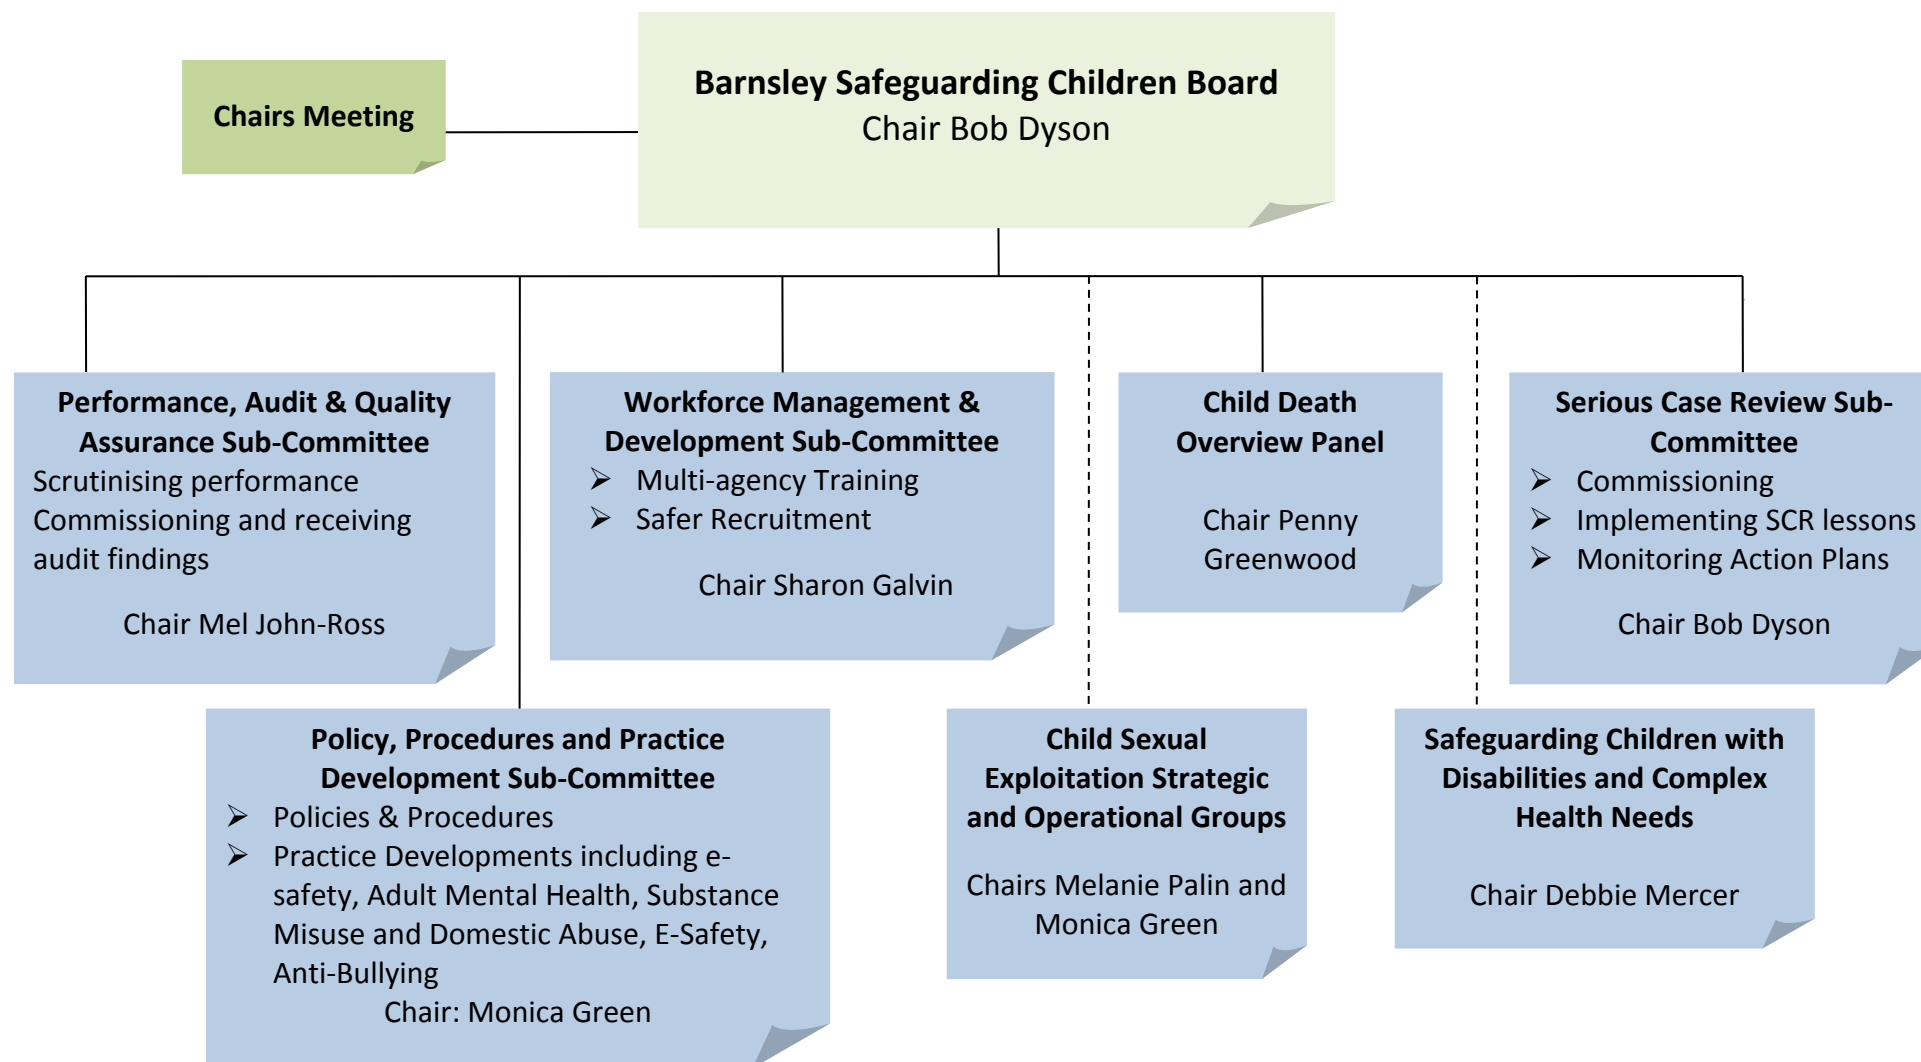 Chairs Meeting
Barnsley Safeguarding Children Board
Chair Bob Dyson
Performance, Audit & Quality
Assurance Sub-Committee
Scrutinising performance
Commissioning and receiving
audit findings
Chair Mel John-Ross
Workforce Management &
Development Sub-Committee
➢ Multi-agency Training
➢ Safer Recruitment
Chair Sharon Galvin
Child Death
Overview Panel
Chair Penny
Greenwood
Serious Case Review Sub-
Committee
➢ Commissioning
➢ Implementing SCR lessons
➢ Monitoring Action Plans
Chair Bob Dyson
Policy, Procedures and Practice
Development Sub-Committee
➢ Policies & Procedures
➢ Practice Developments including e-
safety, Adult Mental Health, Substance
Misuse and Domestic Abuse, E-Safety,
Anti-Bullying
Chair: Monica Green
Child Sexual
Exploitation Strategic
and Operational Groups
Chairs Melanie Palin and
Monica Green
Safeguarding Children with
Disabilities and Complex
Health Needs
Chair Debbie Mercer